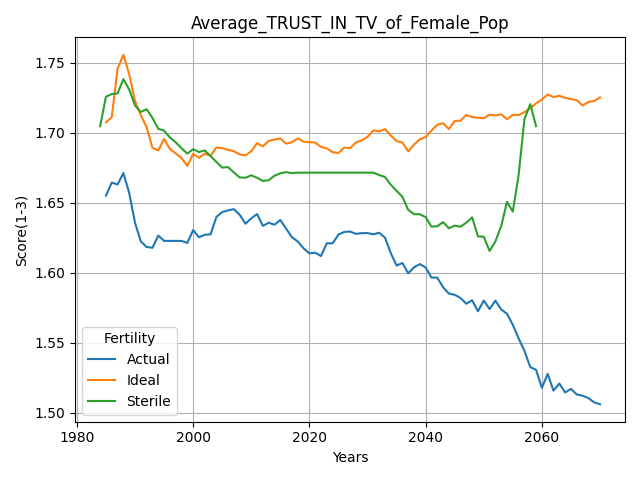 Average_TRUST_IN_TV_of_Female_Pop
Score(1-3)
1.75
1.70
1.65
1.60
1.55
1.50
Fertility
Actual
Ideal
Sterile
1980 2000 2020 2040 2060
Years